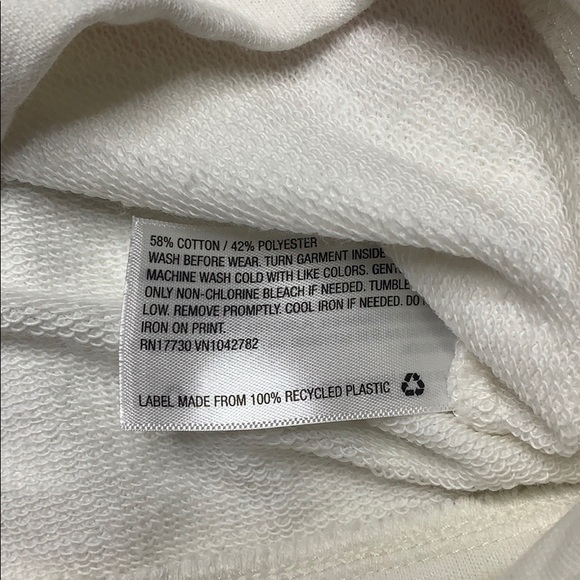 58% COTTON / 42% POLYESTER
WASH BEFORE WEAR. TURN GARMENT INSIDE
MACHINE WASH COLD WITH LIKE COLORS.
ONLY NON-CHLORINE BLEACH IF NEEDED. TUMBLE
LOW. REMOVE PROMPTLY. COOL IRON IF NEEDED. DO
IRON ON PRINT.
RN17730 VN1042782
LABEL MADE FROM 100% RECYCLED PLASTIC